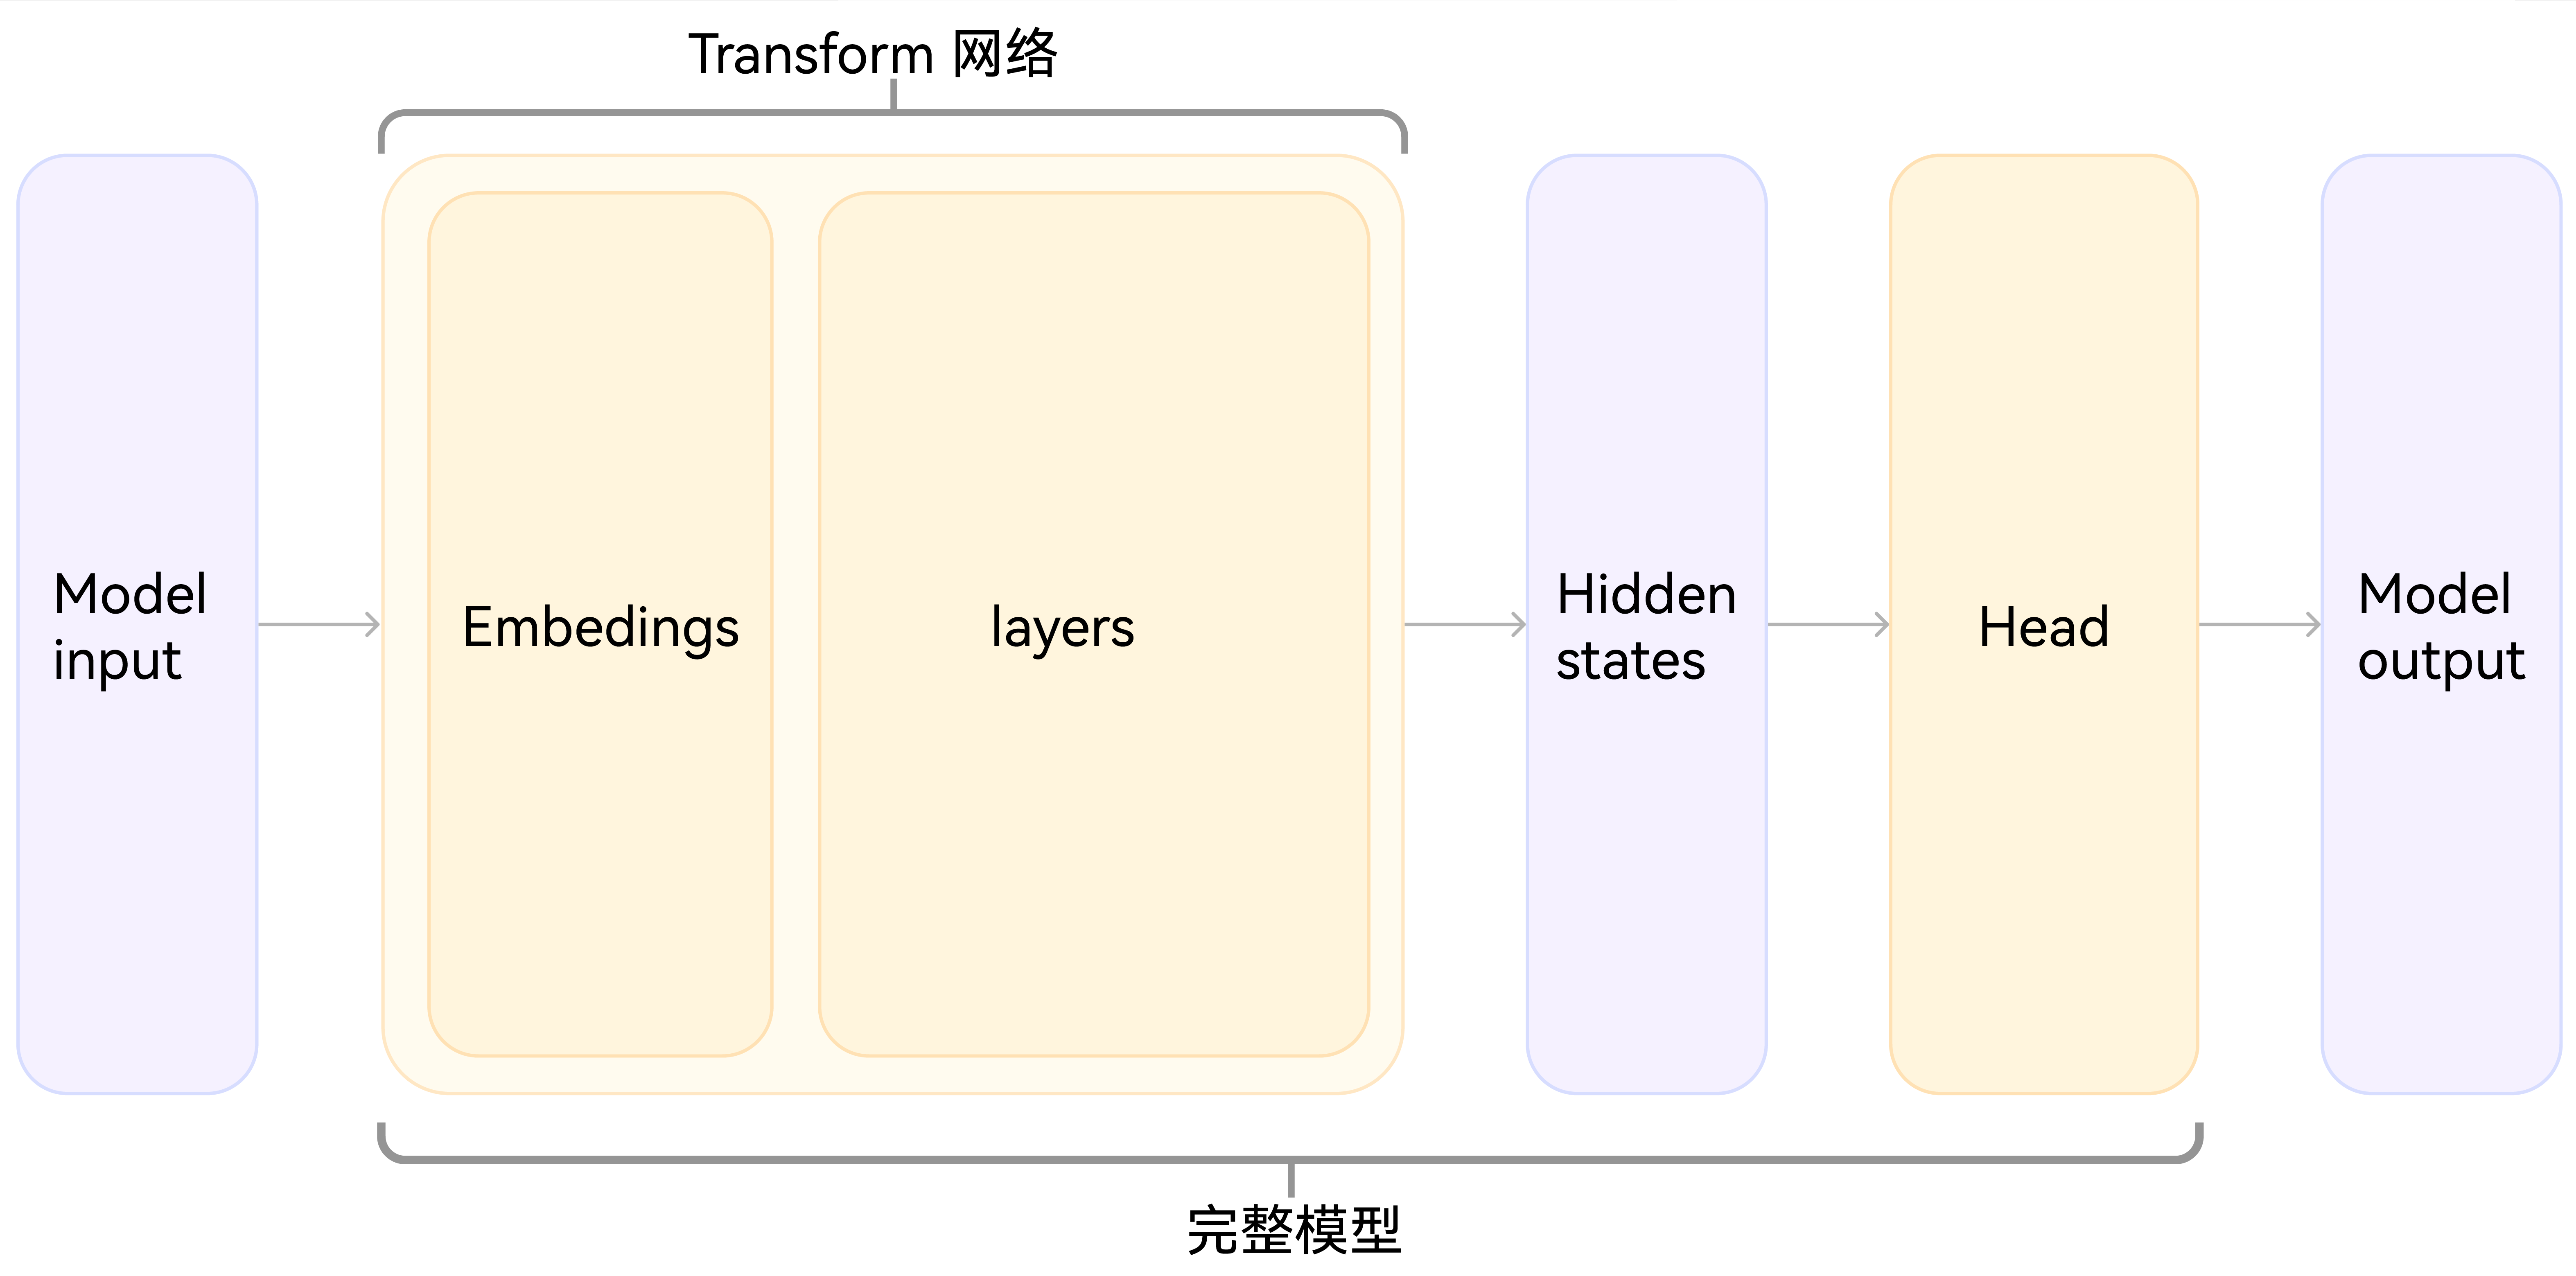 Transform 网络
Model
input
Embedings
layers
Hidden
states
Head
Model
output
完整模型